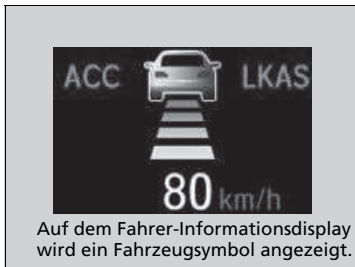 ACC LKAS
80 km/h
Auf dem Fahrer-Informationsdisplay
wird ein Fahrzeugsymbol angezeigt.